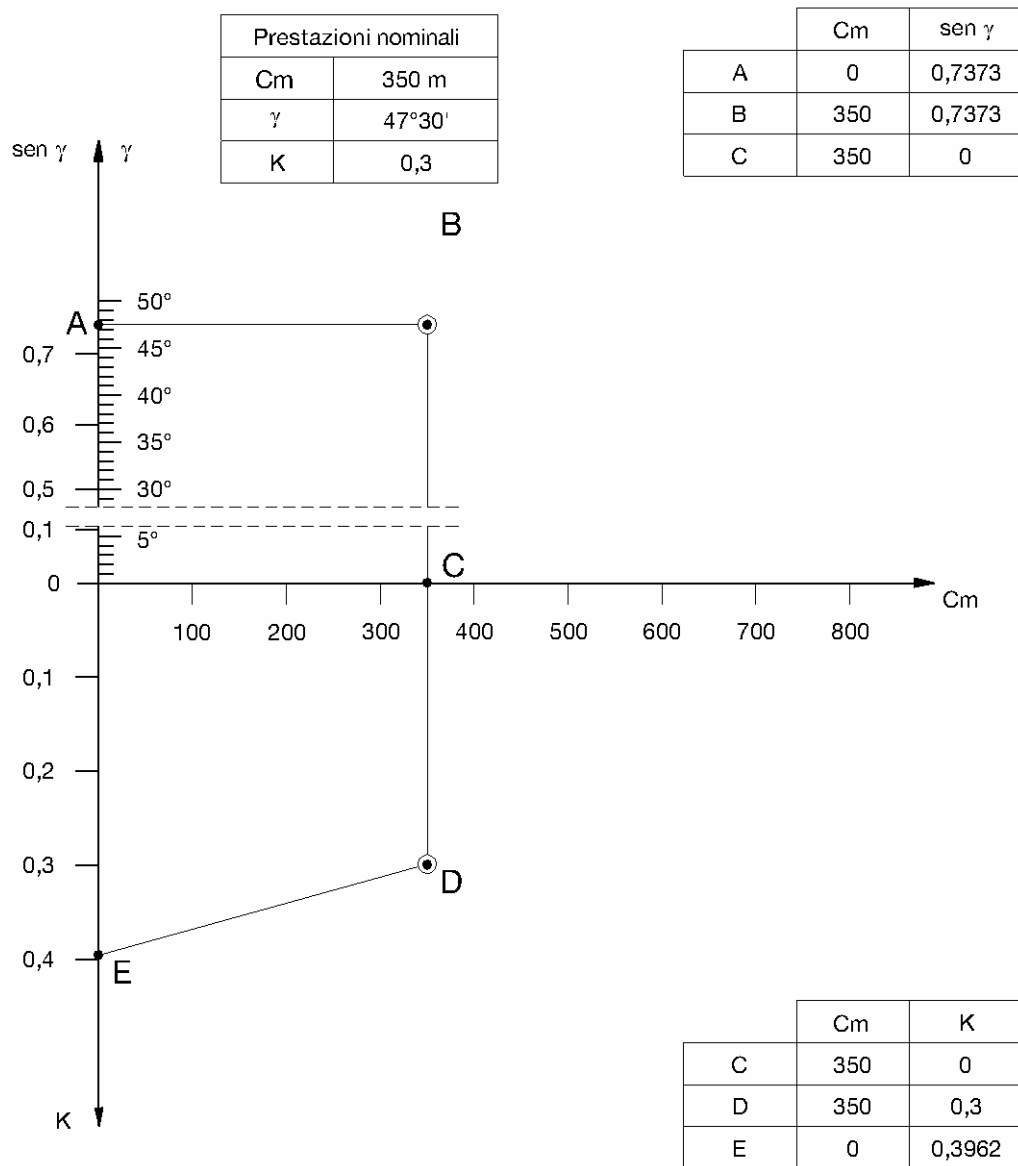 Prestazioni nominali
Cm 350 m
γ 47°30'
K 0,3
Cm sen γ
A 0 0,7373
B 350 0,7373
C 350 0
sen γ γ
B
50°
A
0,7 45°
40°
0,6
35°
0,5 30°
0,1
5°
C
0
Cm
100 200 300 400 500 600 700 800
0,1
0,2
0,3
D
0,4
E
Cm K
C 350 0
D 350 0,3
E 0 0,3962
K